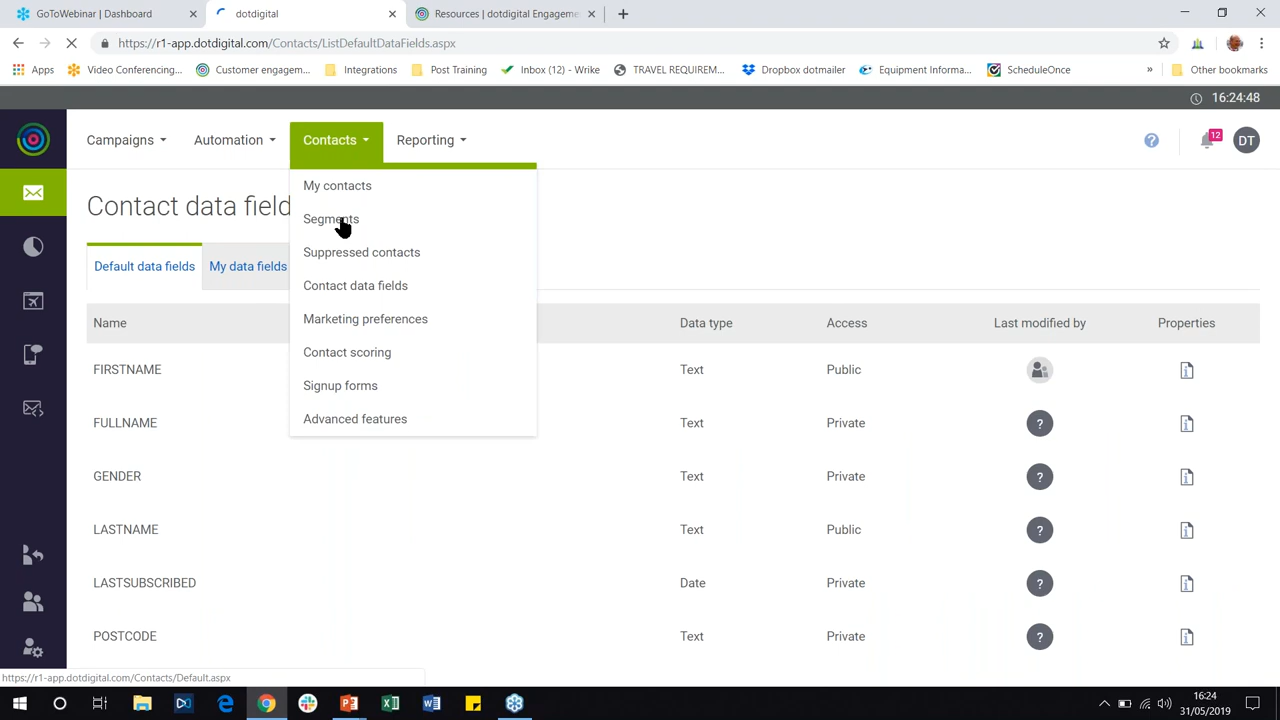 GoToWebinar | Dashboard
dotdigital
Resources | dotdigital Engageme
https://r1-app.dotdigital.com/Contacts/ListDefaultDataFields.aspx
Apps Video Conferencing... Customer engagem... Integrations Post Training Inbox (12) - Wrike TRAVEL REQUIREM... Dropbox dotmailer Equipment Informa... ScheduleOnce » Other bookmarks
16:24:48
Campaigns Automation Contacts Reporting ? 12 DT
My contacts
Segments
Suppressed contacts
Contact data fields
Marketing preferences
Contact scoring
Signup forms
Advanced features
Contact data field
Default data fields My data fields
Name Data type Access Last modified by Properties
FIRSTNAME Text Public
FULLNAME Text Private ?
GENDER Text Private ?
LASTNAME Text Public ?
LASTSUBSCRIBED Date Private ?
POSTCODE Text Private ?
https://r1-app.dotdigital.com/Contacts/Default.aspx
16:24
31/05/2019